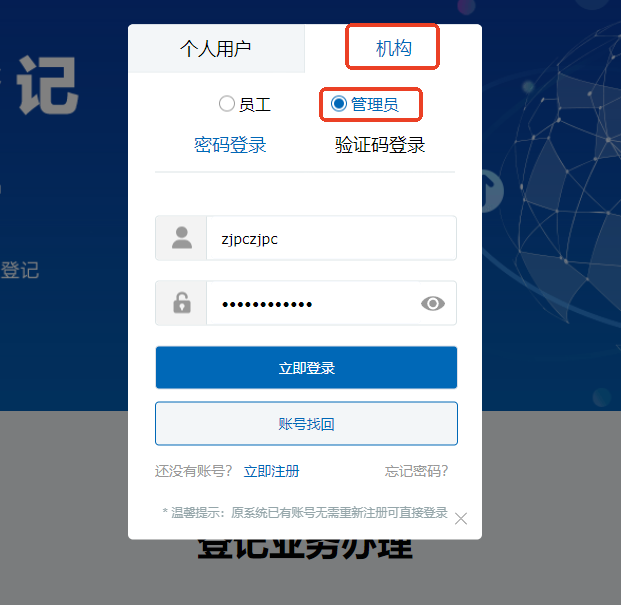 记
登记
个人用户 机构
员工 管理员
密码登录 验证码登录
zjpczjpc
••••••••••••
立即登录
账号找回
还没有账号? 立即注册 忘记密码?
* 温馨提示：原系统已有账号无需重新注册可直接登录
登记业务办理